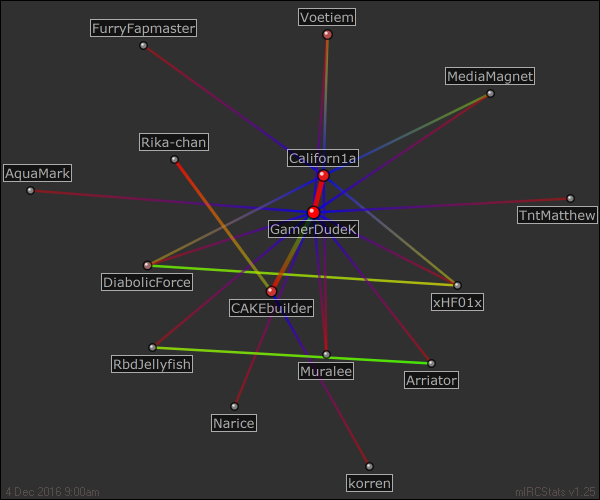 FurryFapmaster
Voetiem
MediaMagnet
Rika-chan
Californ1a
AquaMark
TntMatthew
GamerDudeK
DiabolicForce
xHF01x
CAKEbuilder
RbdJellyfish
Muralee
Arriator
Narice
korren
4 Dec 2016 9:00am
mIRCStats v1.25